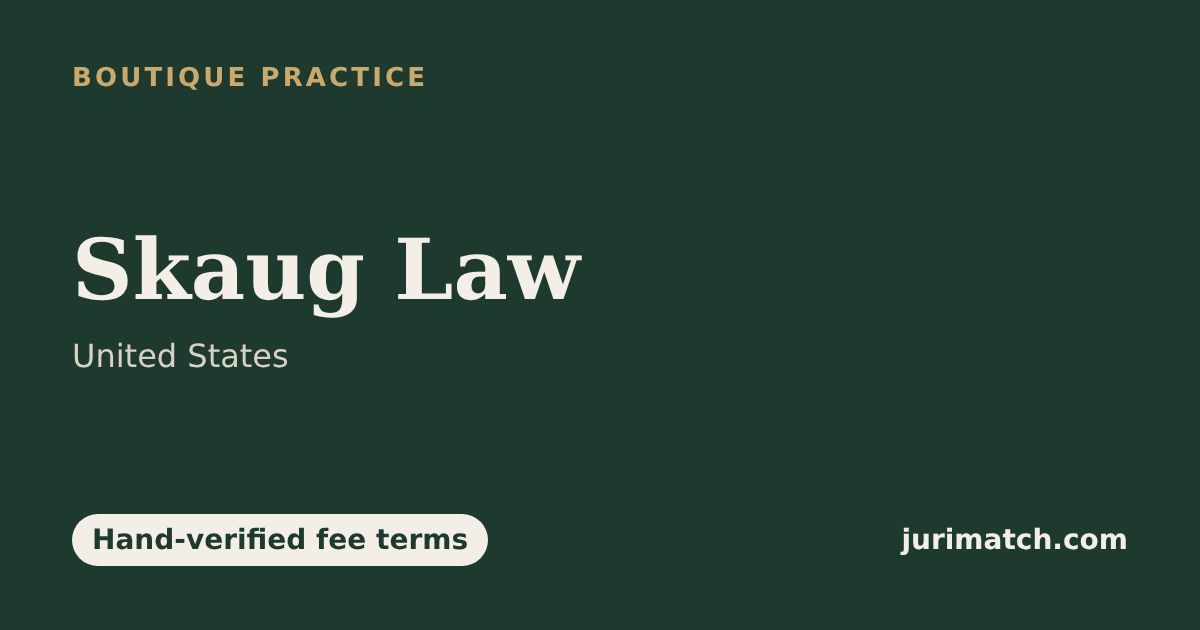 BOUTIQUE PRACTICE
Skaug Law
United States
Hand-verified fee terms
jurimatch.com